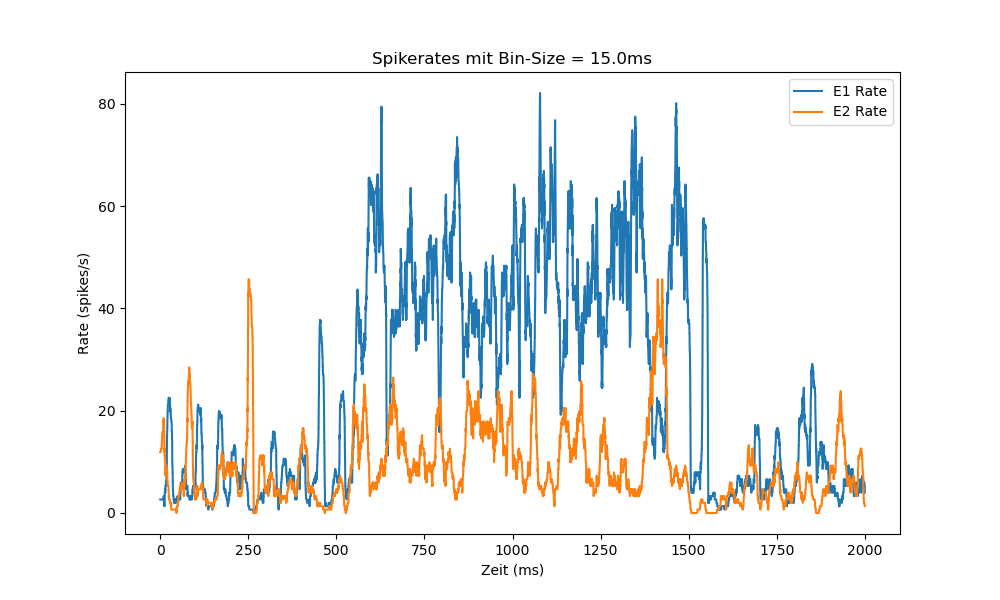 Spikerates mit Bin-Size = 15.0ms
E1 Rate
E2 Rate
Rate (spikes/s)
80
60
40
20
0
0 250 500 750 1000 1250 1500 1750 2000
Zeit (ms)